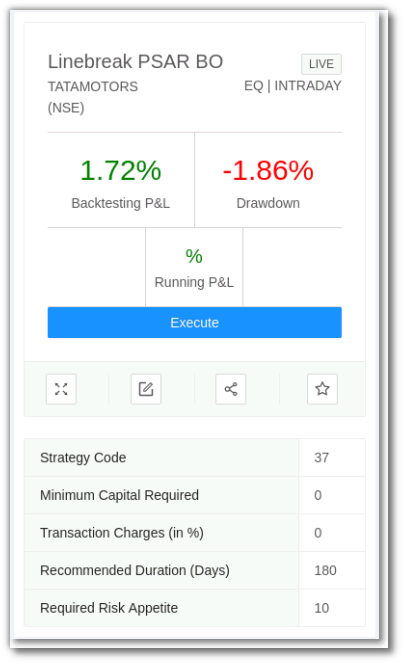 Linebreak PSAR BO
LIVE
TATAMOTORS
EQ | INTRADAY
(NSE)
1.72%
-1.86%
Backtesting P&L
Drawdown
%
Running P&L
Execute
Strategy Code 37
Minimum Capital Required 0
Transaction Charges (in %) 0
Recommended Duration (Days) 180
Required Risk Appetite 10